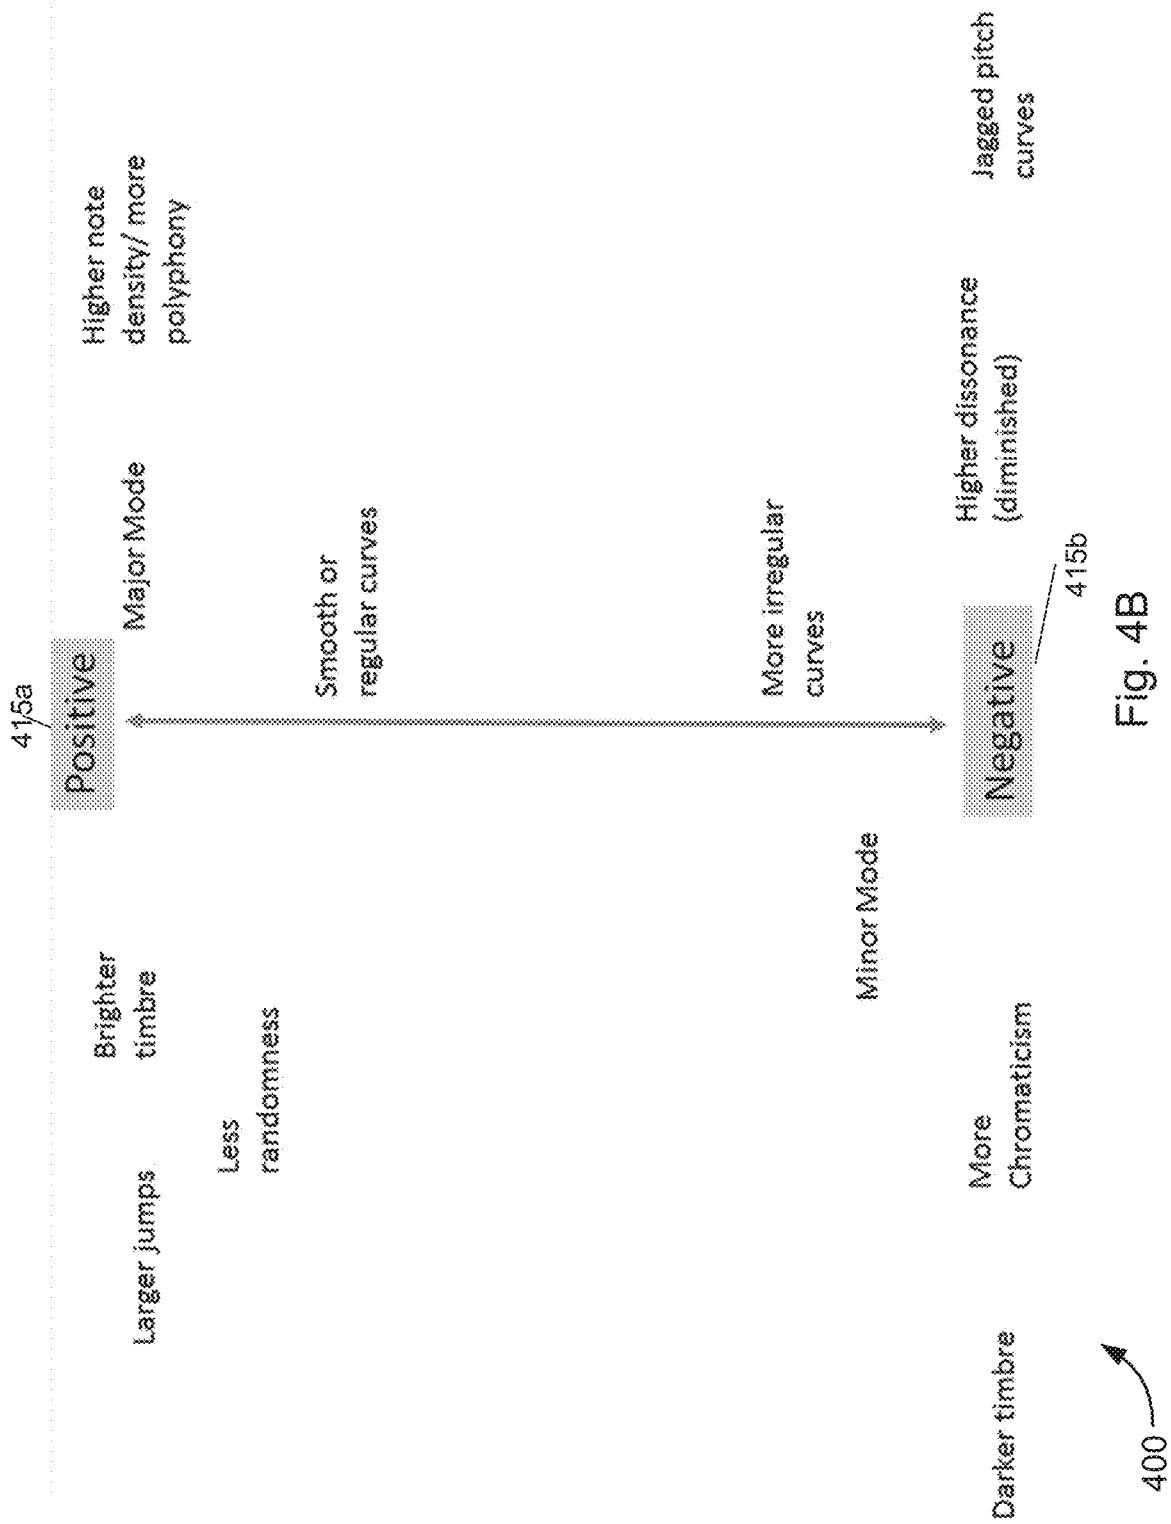 415a
Positive
Larger jumps
Brighter
timbre
Major Mode
Higher note
density/ more
polyphony
Less
randomness
Smooth or
regular curves
More irregular
curves
Minor Mode
Darker timbre
More
Chromaticism
Negative
Higher dissonance
(diminished)
Jagged pitch
curves
415b
400
Fig. 4B